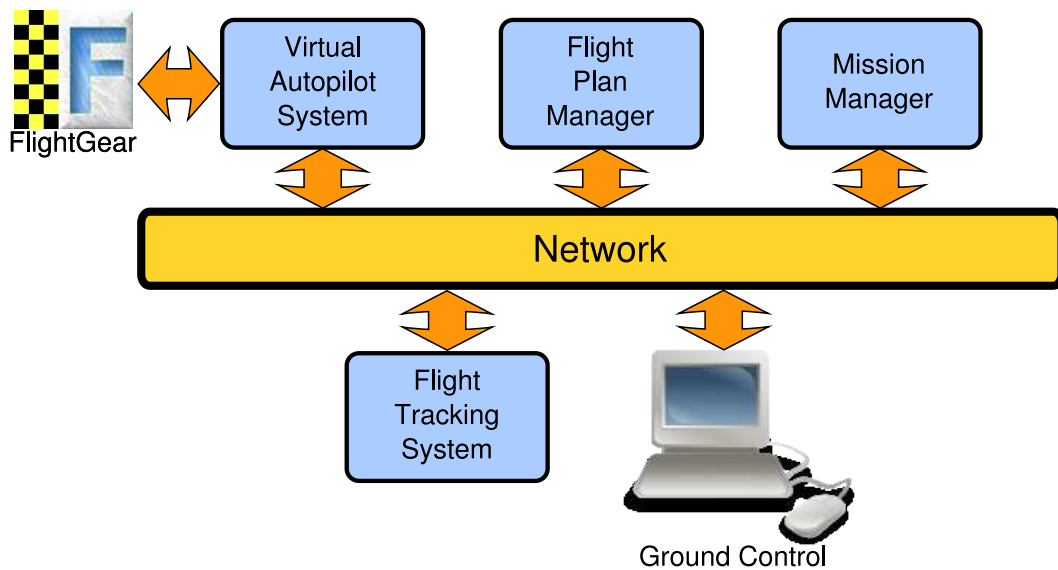 F
FlightGear
Virtual
Autopilot
System
Flight
Plan
Manager
Mission
Manager
Network
Flight
Tracking
System
Ground Control